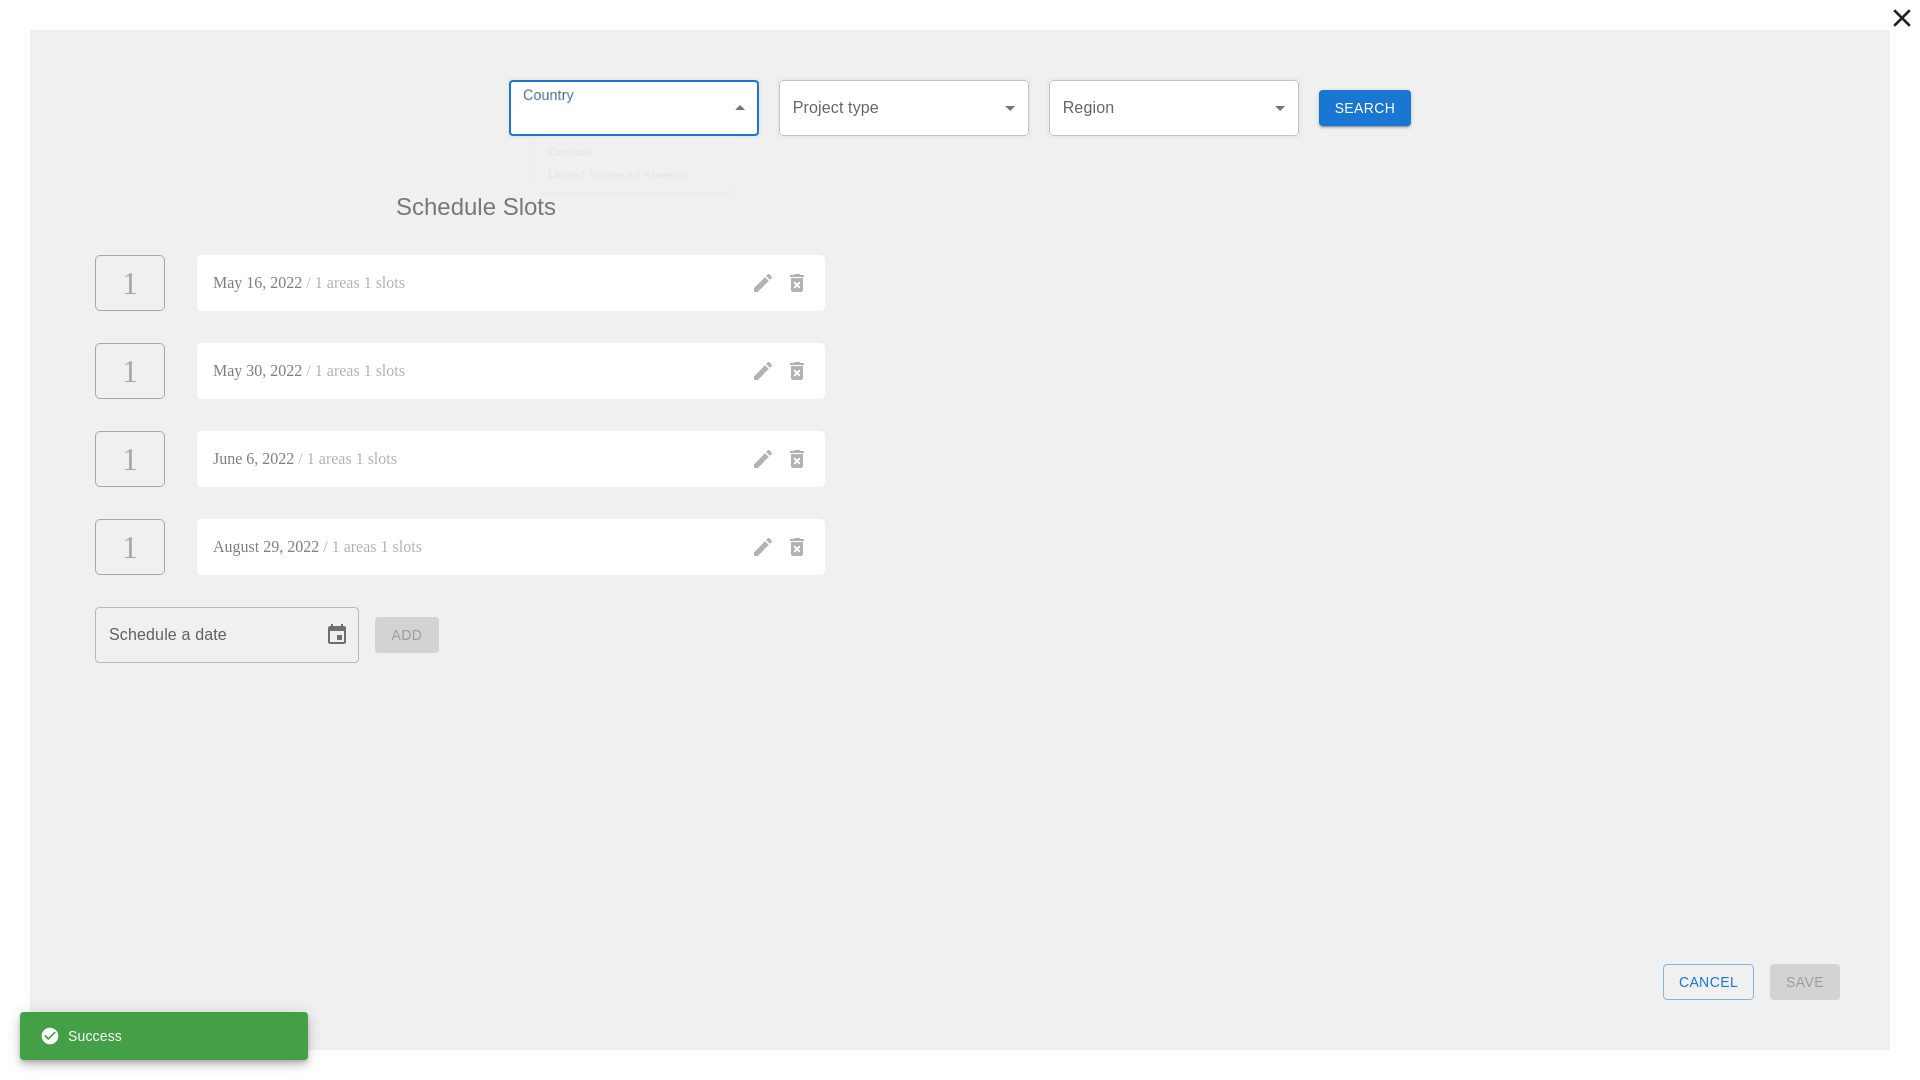 Country
Project type
Region
SEARCH
Canada
United States of America
Schedule Slots
1
May 16, 2022 / 1 areas 1 slots
1
May 30, 2022 / 1 areas 1 slots
1
June 6, 2022 / 1 areas 1 slots
1
August 29, 2022 / 1 areas 1 slots
Schedule a date
ADD
CANCEL
SAVE
Success